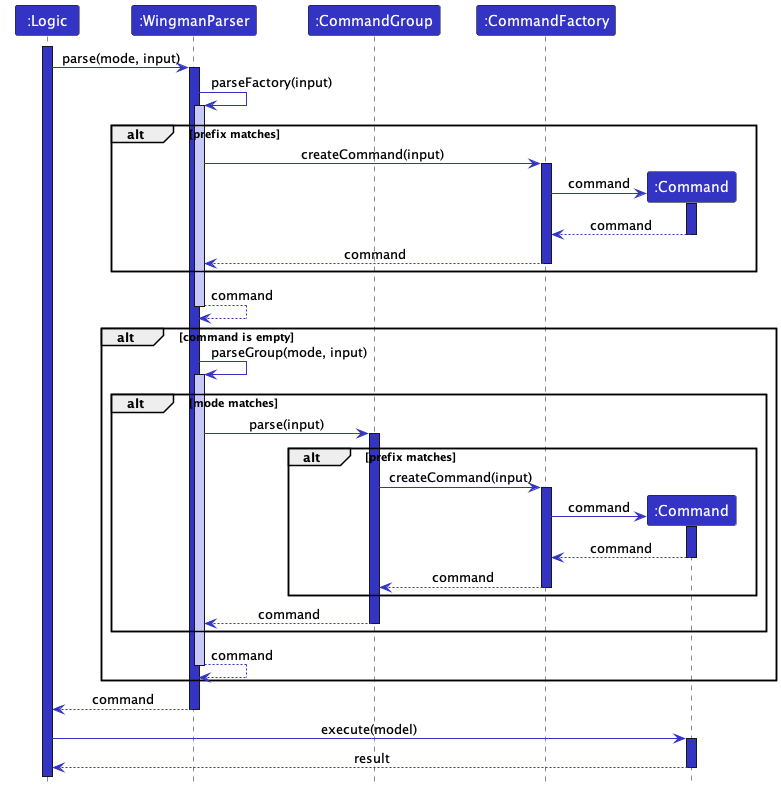 :Logic :WingmanParser :CommandGroup :CommandFactory
parse(mode, input)
parseFactory(input)
alt [prefix matches]
createCommand(input)
command :Command
command
command
command
alt [command is empty]
parseGroup(mode, input)
alt [mode matches]
parse(input)
alt [prefix matches]
createCommand(input)
command :Command
command
command
command
command
command
execute(model)
result